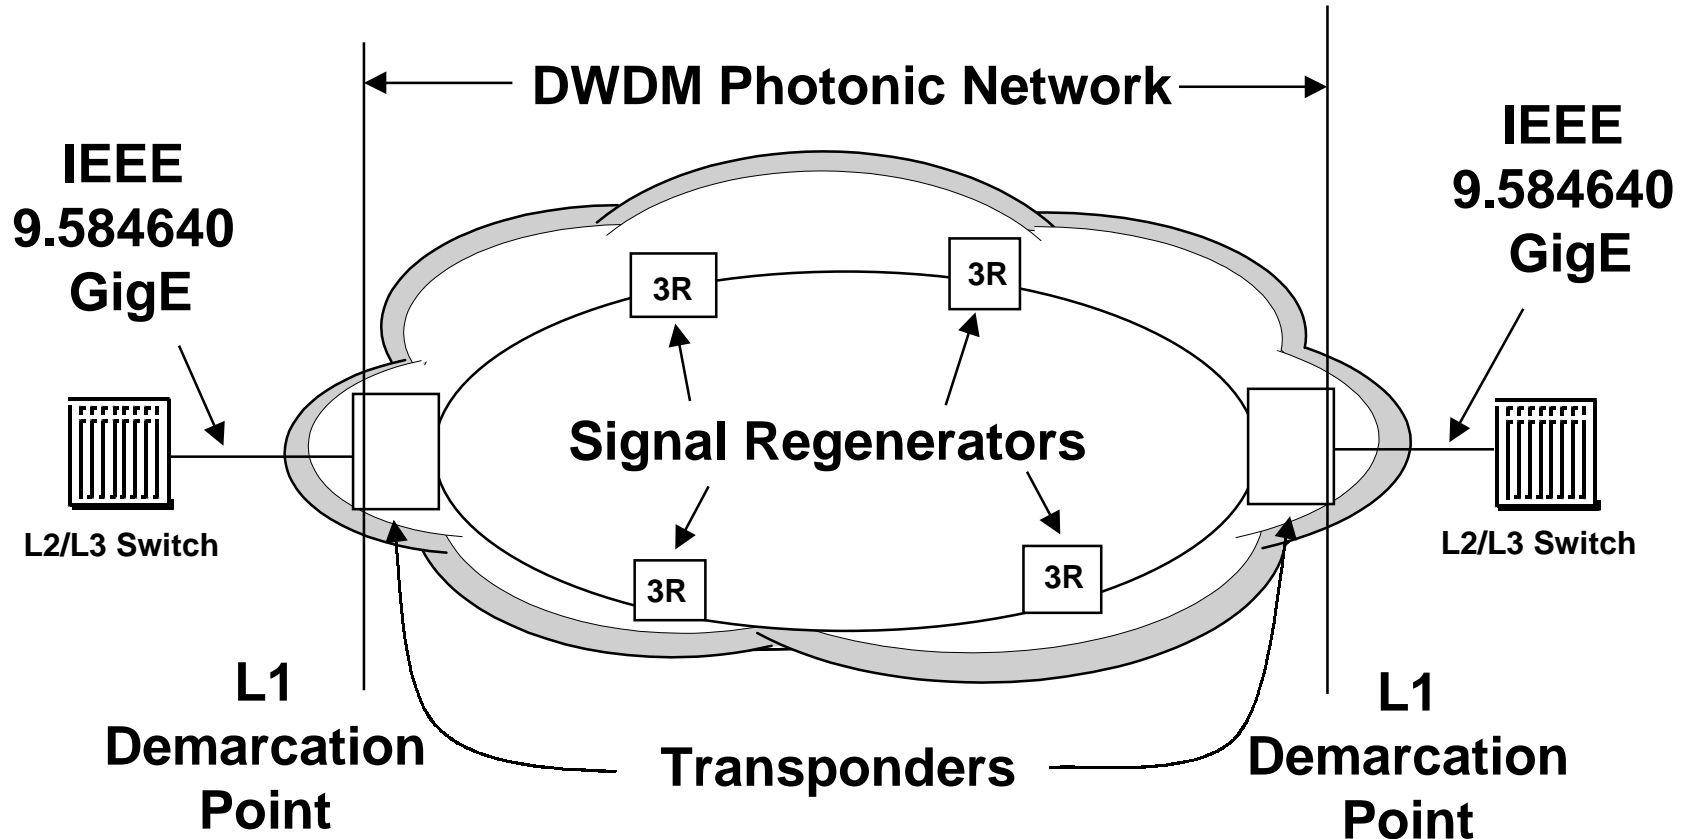 DWDM Photonic Network
IEEE
9.584640
GigE
IEEE
9.584640
GigE
3R
3R
Signal Regenerators
3R
3R
L2/L3 Switch
L2/L3 Switch
L1
Demarcation
Point
Transponders
L1
Demarcation
Point